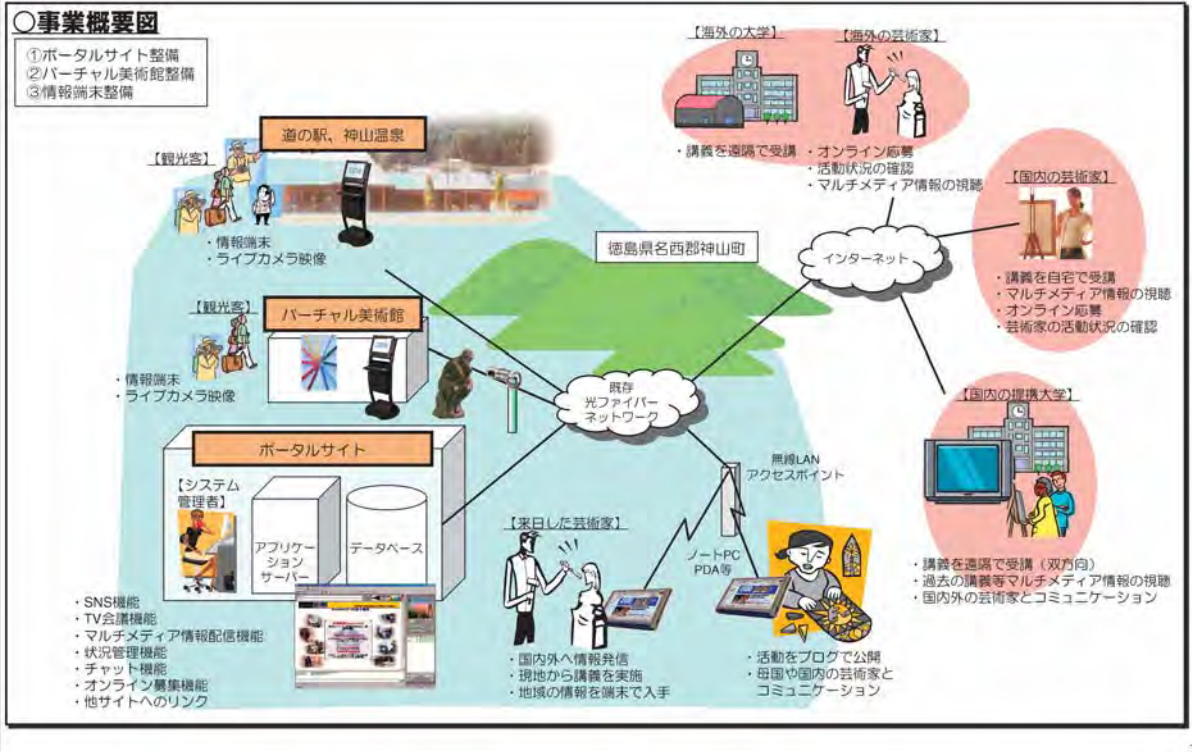 ○事業概要図
①ポータルサイト整備
②バーチャル美術館整備
③情報端末整備
【海外の大学】
【海外の芸術家】
・講義を遠隔で受講
・オンライン応募
・活動状況の確認
・マルチメディア情報の視聴
道の駅、神山温泉
【観光客】
・情報端末
・ライブカメラ映像
徳島県名西郡神山町
インターネット
【国内の芸術家】
・講義を自宅で受講
・マルチメディア情報の視聴
・オンライン応募
・芸術家の活動状況の確認
【観光客】
バーチャル美術館
・情報端末
・ライブカメラ映像
既存
光ファイバー
ネットワーク
【国内の提携大学】
・講義を遠隔で受講（双方向）
・過去の講義等マルチメディア情報の視聴
・国内外の芸術家とコミュニケーション
ポータルサイト
【システム
管理者】
アプリケー
ション
サーバー
データベース
・SNS機能
・TV会議機能
・マルチメディア情報配信機能
・状況管理機能
・チャット機能
・オンライン募集機能
・他サイトへのリンク
無線LAN
アクセスポイント
【来日した芸術家】
ノートPC
PDA等
・国内外へ情報発信
・現地から講義を実施
・地域の情報を端末で入手
・活動をブログで公開
・母国や国内の芸術家と
コミュニケーション